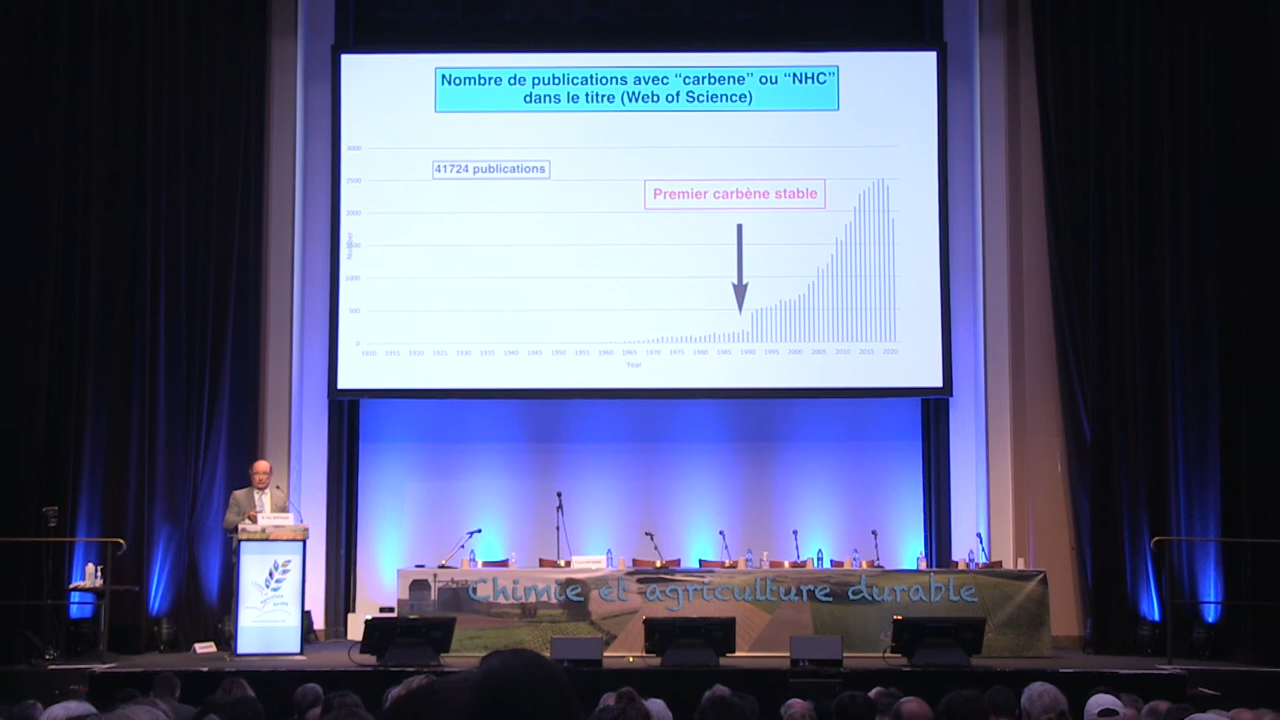 Nombre de publications avec “carbene” ou “NHC”
dans le titre (Web of Science)
3000
41724 publications
2500
Premier carbène stable
2000
1500
Number
1000
500
0
1910 1915 1920 1925 1930 1935 1940 1945 1950 1955 1960 1965 1970 1975 1980 1985 1990 1995 2000 2005 2010 2015 2020
Year
Chimie et agriculture durable